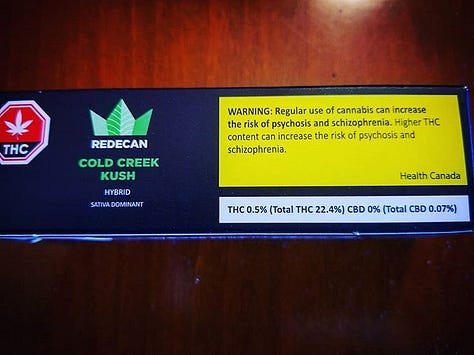 THC
REDECAN
COLD CREEK
KUSH
HYBRID
SATIVA DOMINANT
WARNING: Regular use of cannabis can increase
the risk of psychosis and schizophrenia. Higher THC
content can increase the risk of psychosis and
schizophrenia.
Health Canada
THC 0.5% (Total THC 22.4%) CBD 0% (Total CBD 0.07%)